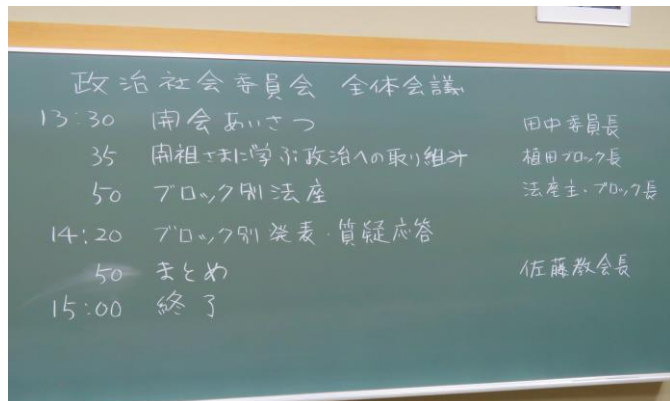 政治社会委員会 全体会議
13:30 開会あいさつ 田中委員長
35 開祖さまに学ぶ政治への取り組み 植田ブロック長
50 ブロック別法座 法座主・ブロック長
14:20 ブロック別発表・質疑応答
50 まとめ 佐藤教会長
15:00 終了